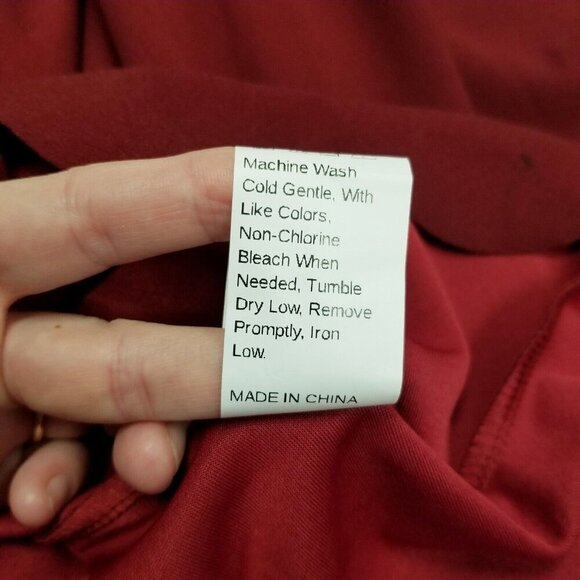 Machine Wash
Cold Gentle, With
Like Colors,
Non-Chlorine
Bleach When
Needed, Tumble
Dry Low, Remove
Promptly, Iron
Low.
MADE IN CHINA